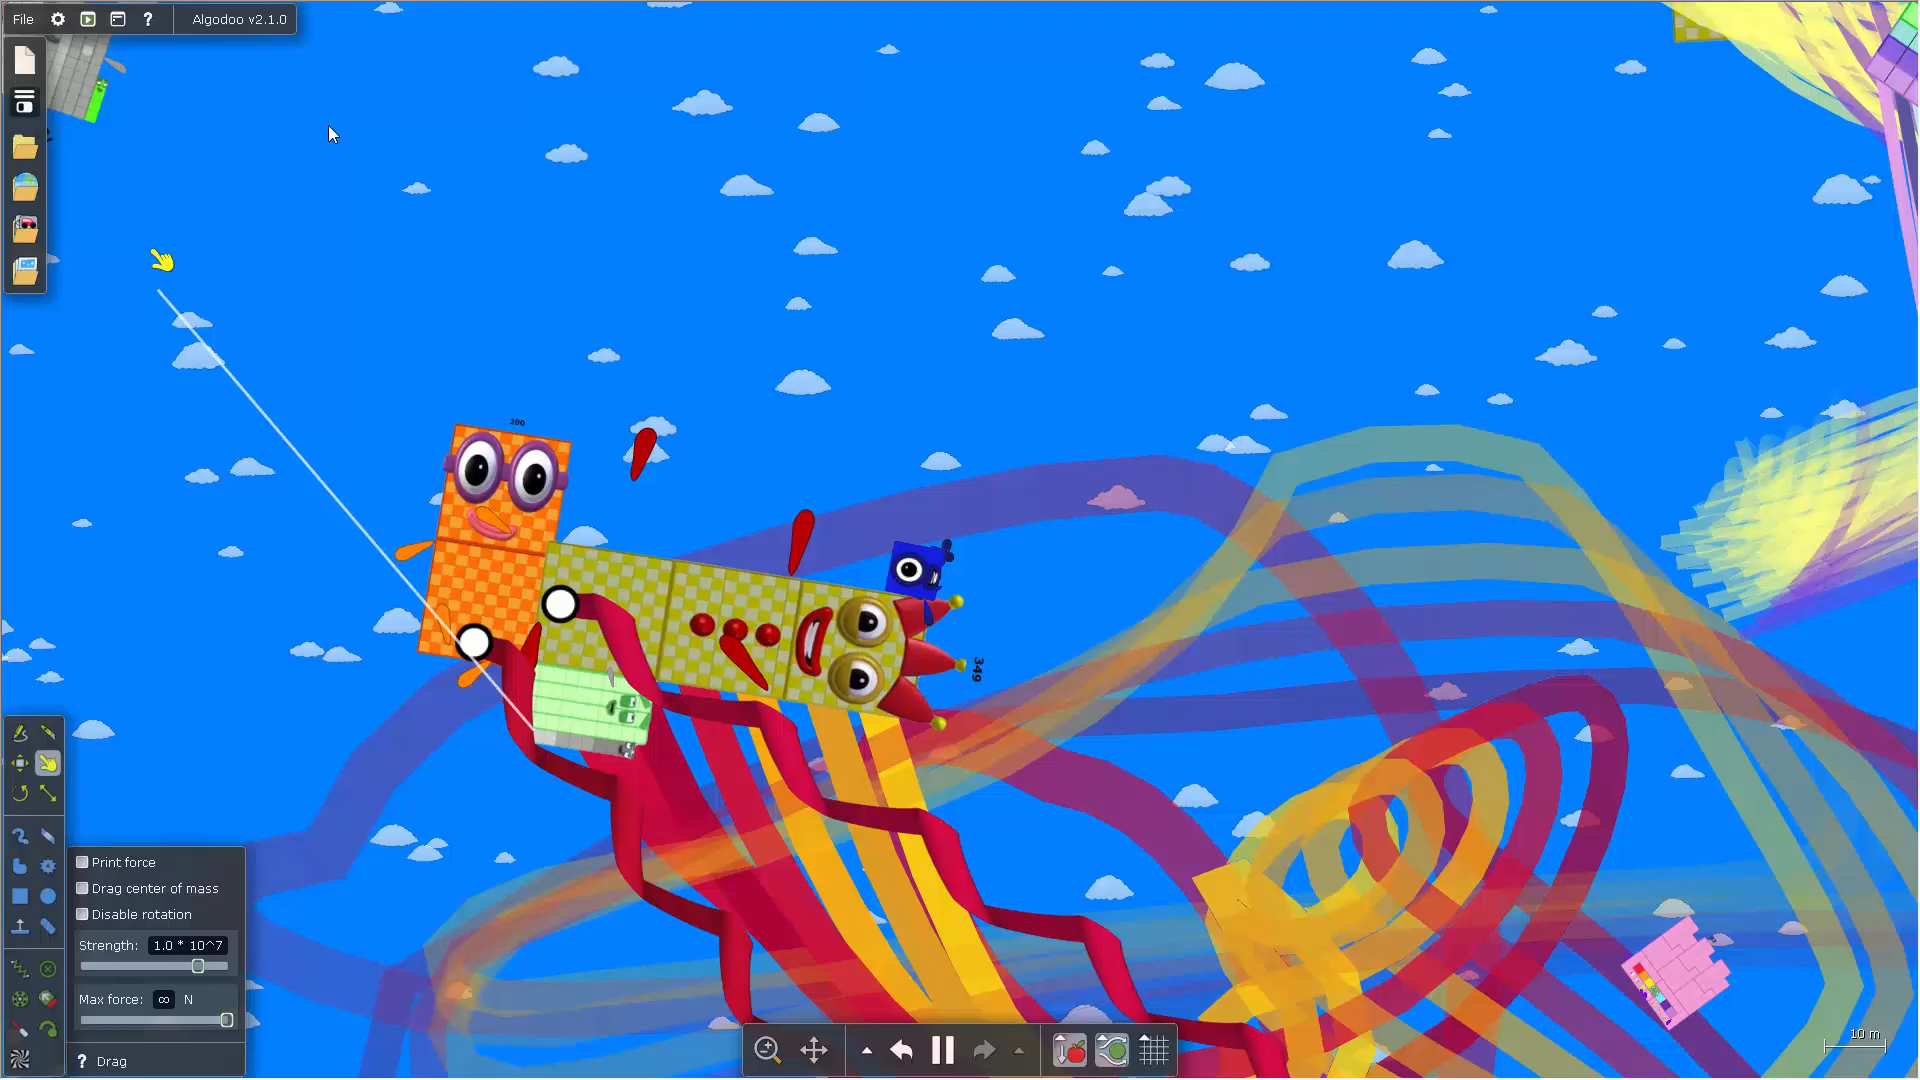 File ? Algodoo v2.1.0
200
349
Print force
Drag center of mass
Disable rotation
Strength: 1.0 * 10^7
Max force: ∞ N
? Drag
10 m